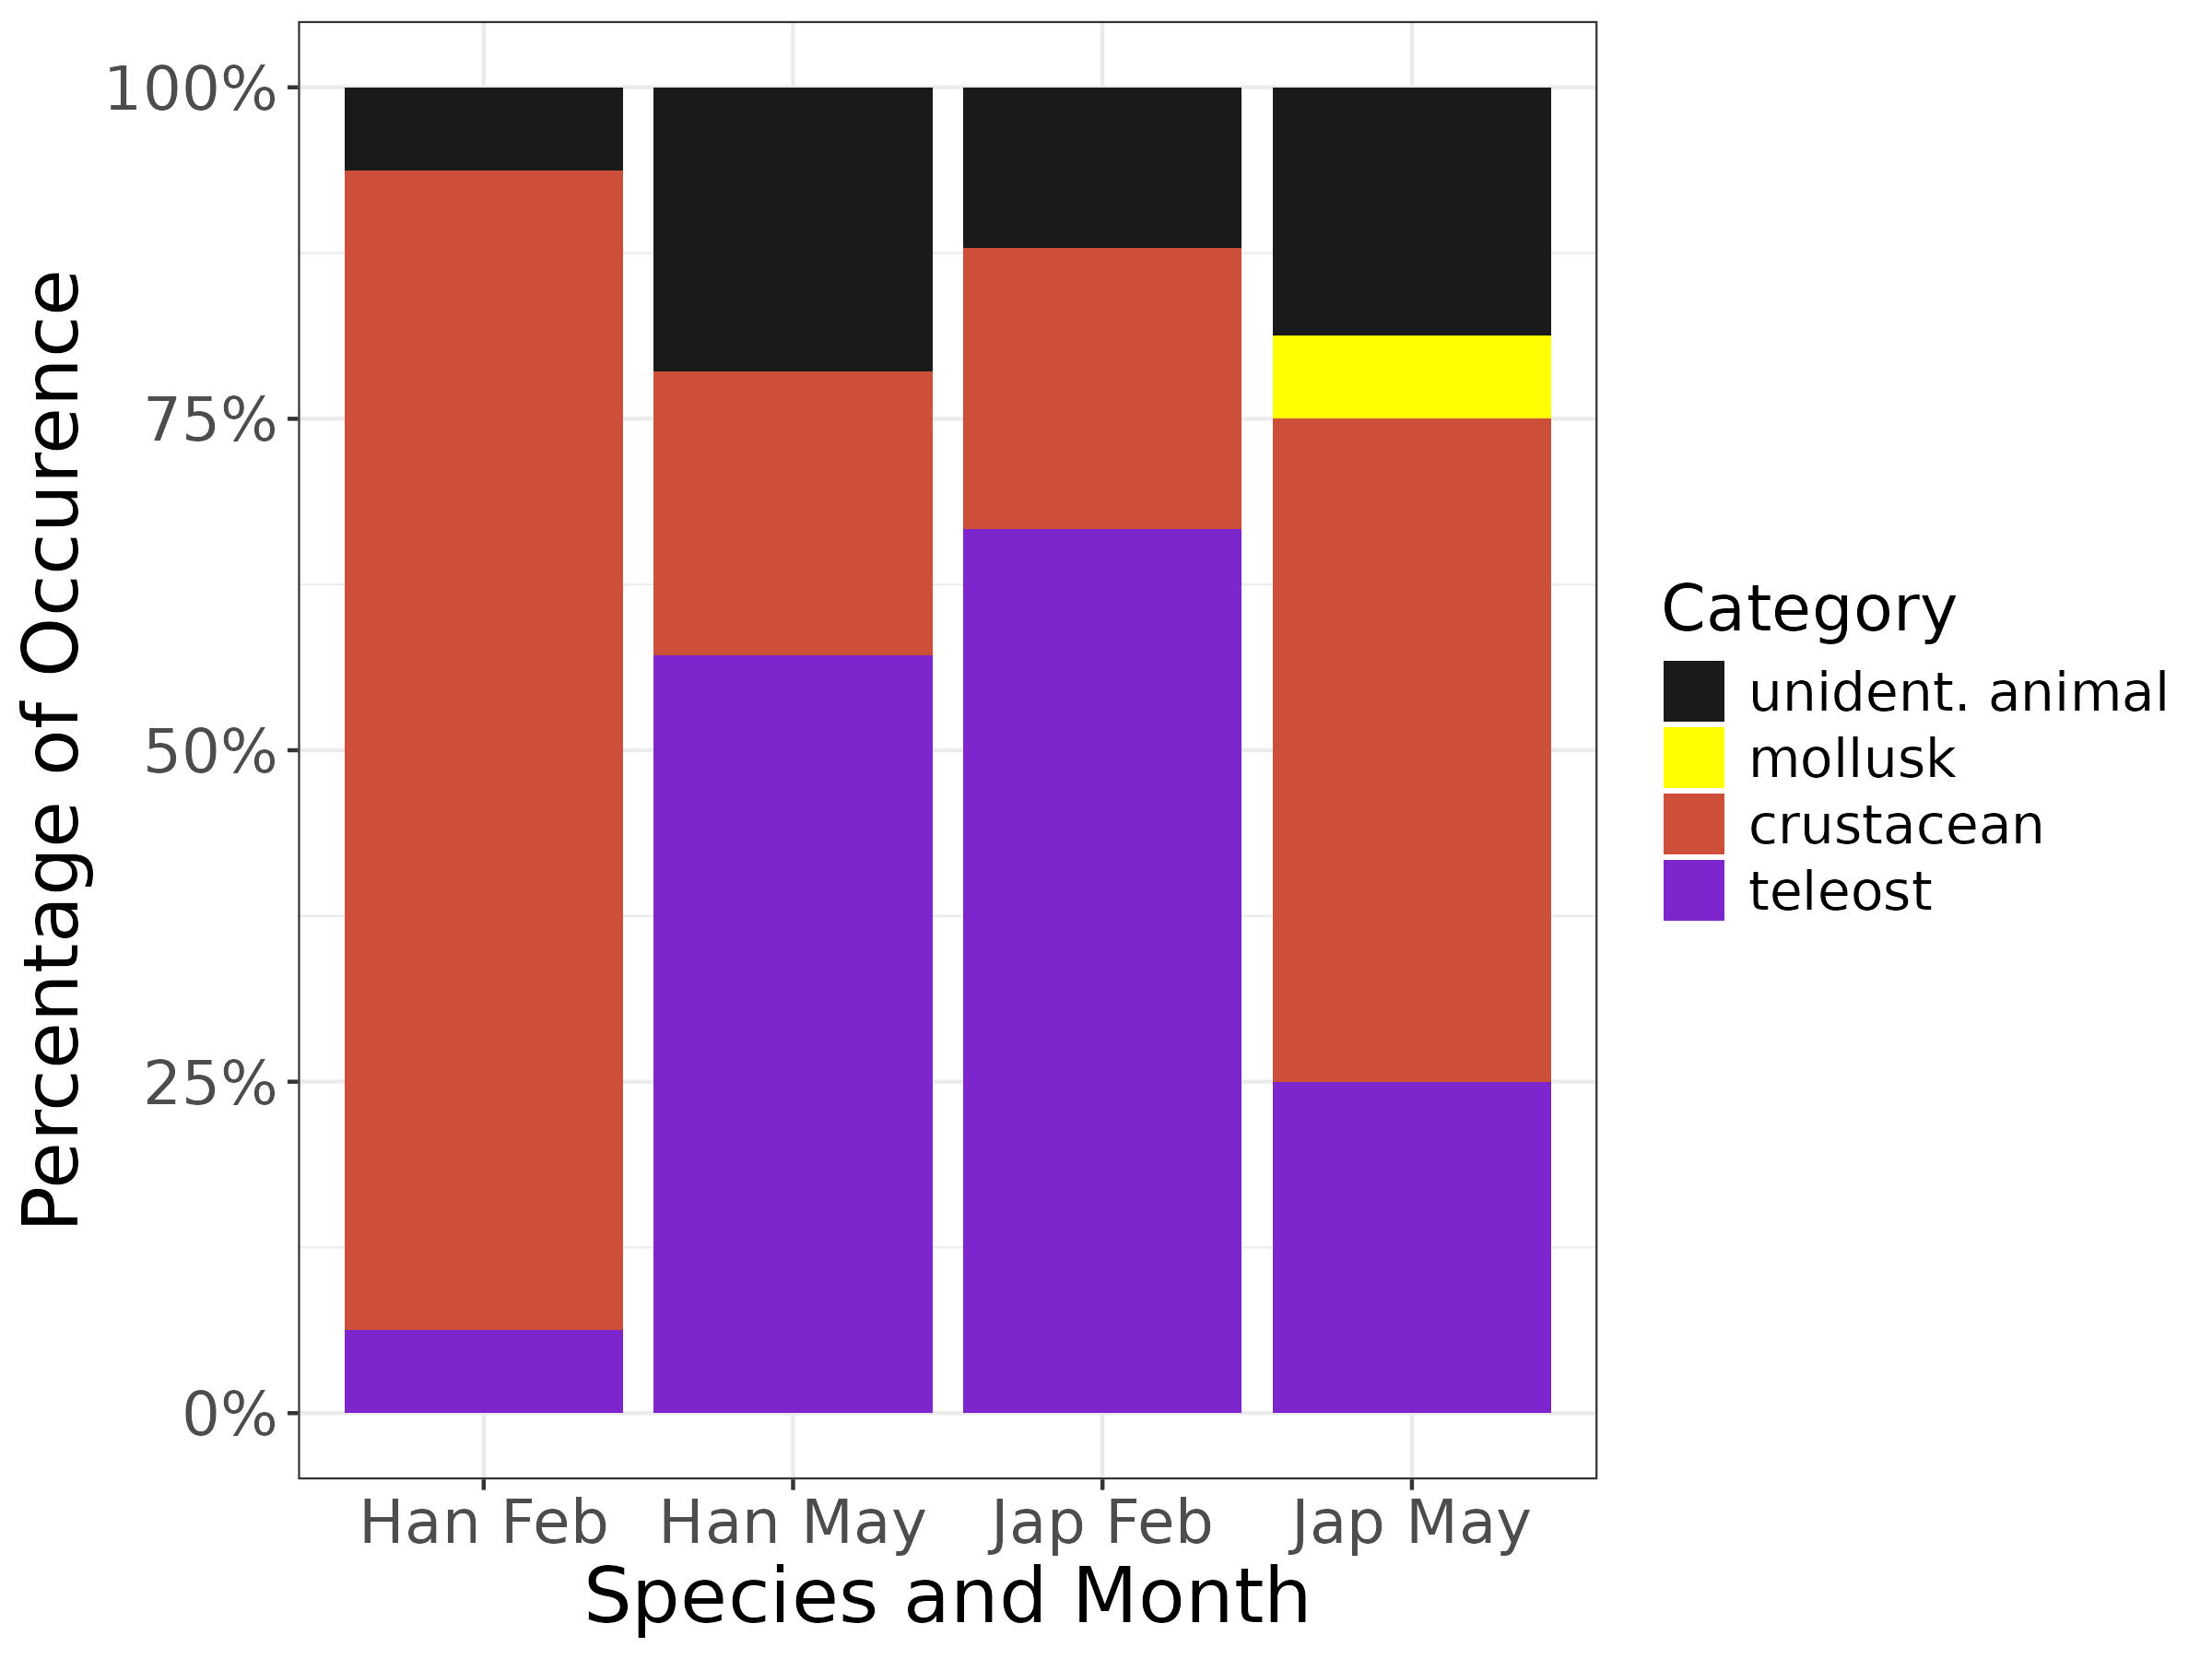 100%
75%
50%
25%
0%
Percentage of Occurence
Han Feb Han May Jap Feb Jap May
Species and Month
Category
unident. animal
mollusk
crustacean
teleost